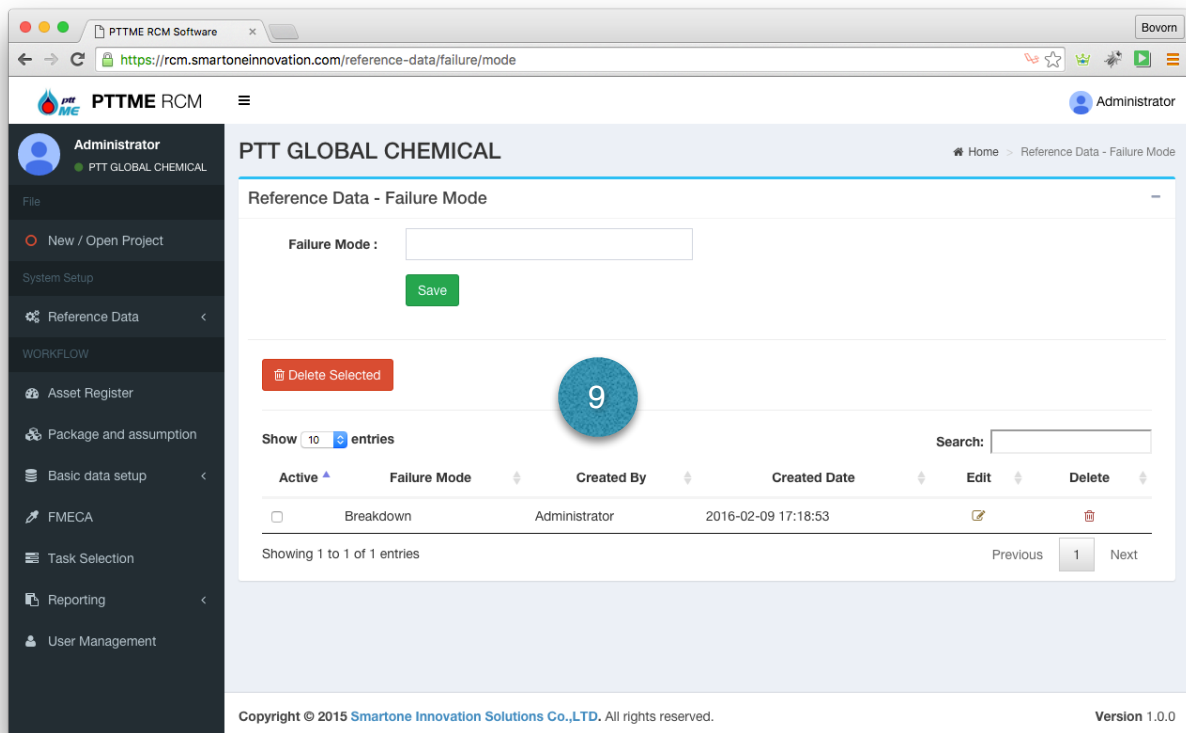 PTTME RCM Software
Bovorn
https://rcm.smartoneinnovation.com/reference-data/failure/mode
ptt ME PTTME RCM
Administrator
Administrator
PTT GLOBAL CHEMICAL
File
New / Open Project
System Setup
Reference Data
WORKFLOW
Asset Register
Package and assumption
Basic data setup
FMECA
Task Selection
Reporting
User Management
PTT GLOBAL CHEMICAL
Home > Reference Data - Failure Mode
Reference Data - Failure Mode
Failure Mode :
Save
Delete Selected
9
Show 10 entries
Search:
Active Failure Mode Created By Created Date Edit Delete
Breakdown Administrator 2016-02-09 17:18:53
Showing 1 to 1 of 1 entries
Previous 1 Next
Copyright © 2015 Smartone Innovation Solutions Co.,LTD. All rights reserved.
Version 1.0.0